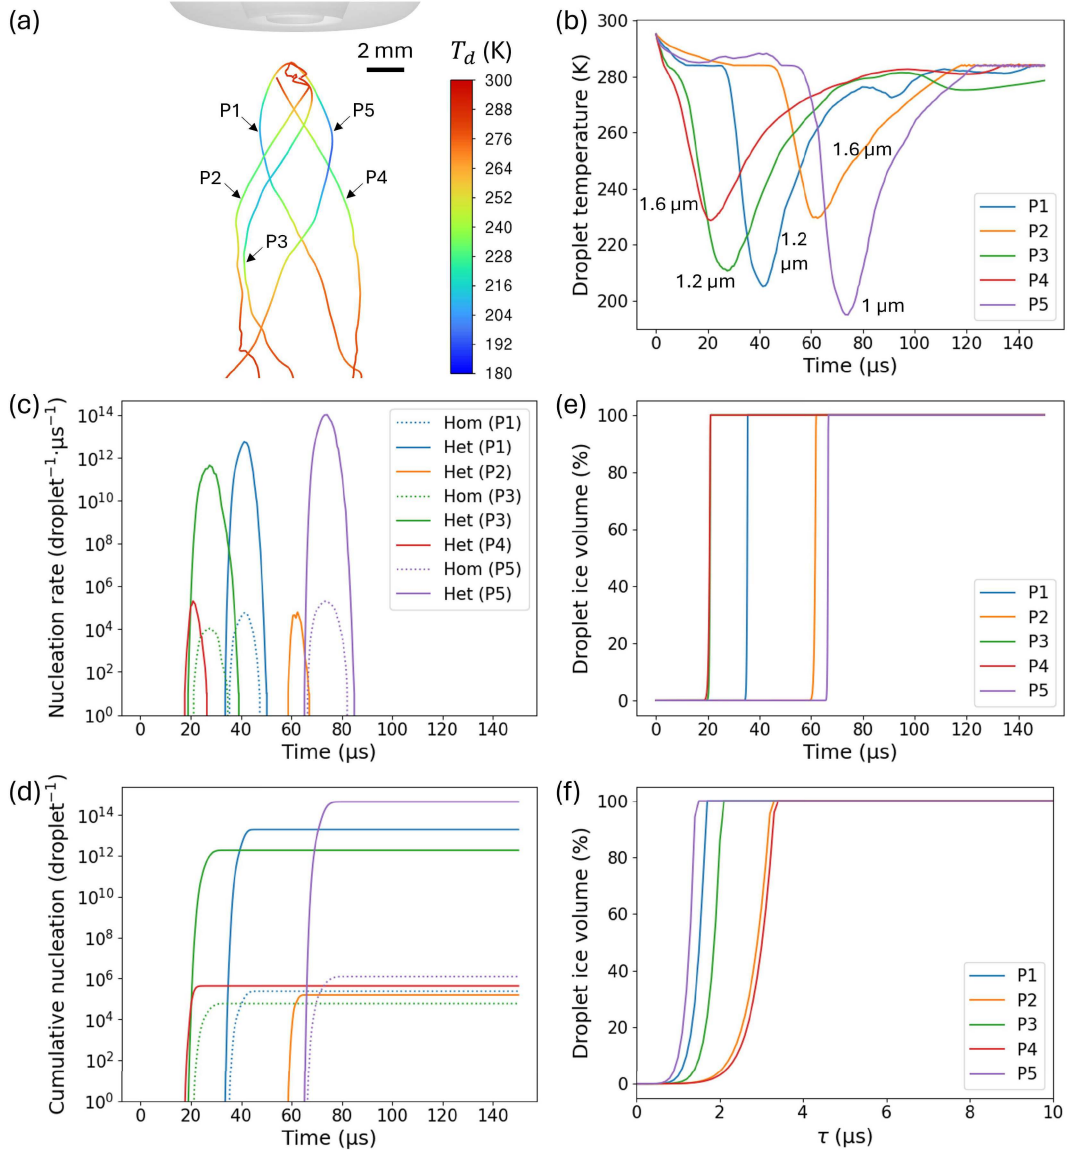 (a)
2 mm
T_d (K)
300
288
276
264
252
240
228
216
204
192
180
P1
P5
P2
P4
P3
(b)
Droplet temperature (K)
300
280
260
240
220
200
1.6 µm
1.2 µm
1.2
µm
1.6 µm
1 µm
P1
P2
P3
P4
P5
0 20 40 60 80 100 120 140
Time (µs)
(c)
Nucleation rate (droplet⁻¹·µs⁻¹)
10¹⁴
10¹²
10¹⁰
10⁸
10⁶
10⁴
10²
10⁰
Hom (P1)
Het (P1)
Het (P2)
Hom (P3)
Het (P3)
Het (P4)
Hom (P5)
Het (P5)
0 20 40 60 80 100 120 140
Time (µs)
(e)
Droplet ice volume (%)
100
80
60
40
20
0
P1
P2
P3
P4
P5
0 20 40 60 80 100 120 140
Time (µs)
(d)
Cumulative nucleation (droplet⁻¹)
10¹⁴
10¹²
10¹⁰
10⁸
10⁶
10⁴
10²
10⁰
0 20 40 60 80 100 120 140
Time (µs)
(f)
Droplet ice volume (%)
100
80
60
40
20
0
P1
P2
P3
P4
P5
0 2 4 6 8 10
τ (µs)